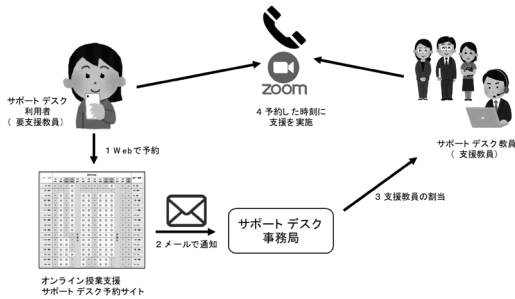 zoom
サポートデスク
利用者
（要支援教員）
4 予約した時刻に
支援を実施
サポートデスク教員
（支援教員）
1 Webで予約
3 支援教員の割当
サポートデスク
事務局
2 メールで通知
オンライン授業支援
サポートデスク予約サイト